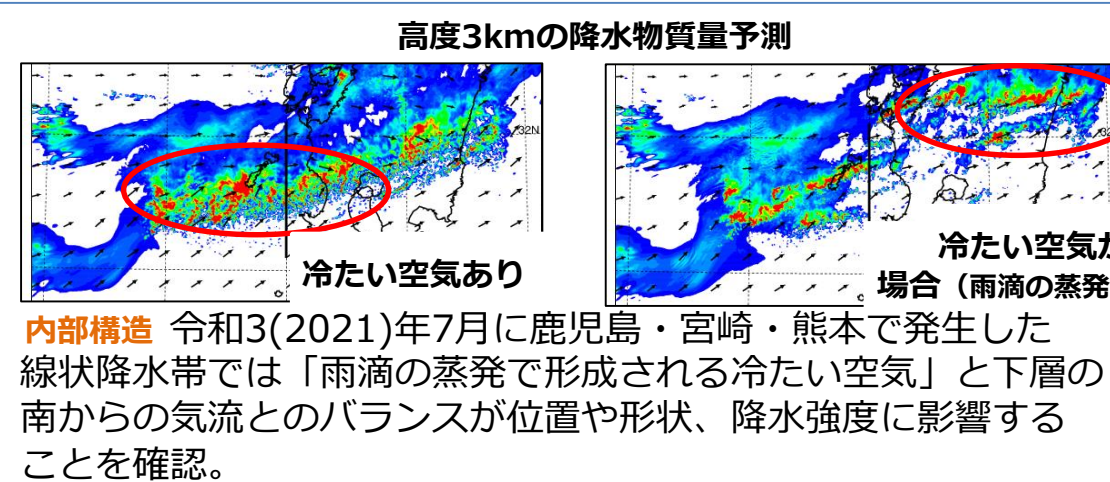 高度3kmの降水物質量予測
32N
冷たい空気あり
冷たい空気が
場合（雨滴の蒸発
内部構造 令和3(2021)年7月に鹿児島・宮崎・熊本で発生した
線状降水帯では「雨滴の蒸発で形成される冷たい空気」と下層の
南からの気流とのバランスが位置や形状、降水強度に影響する
ことを確認。